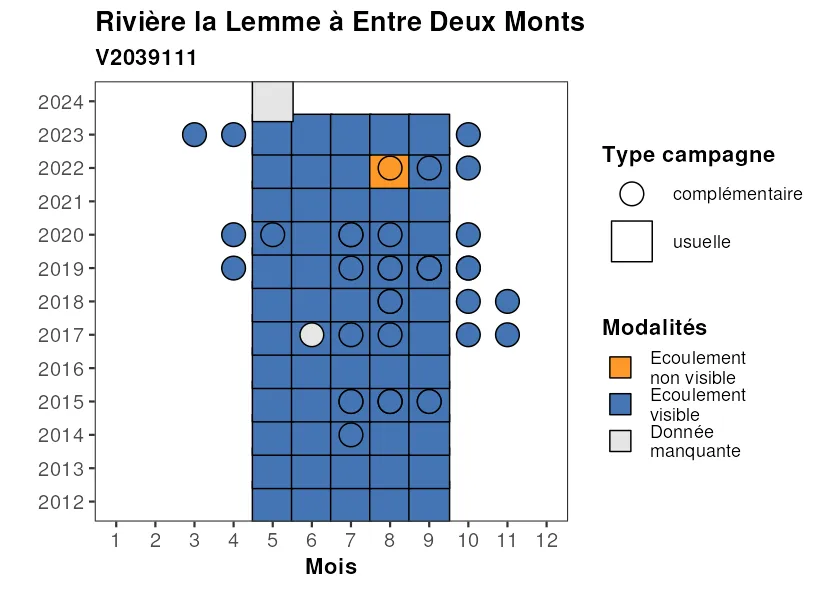 Rivière la Lemme à Entre Deux Monts
V2039111
2024
2023
2022
2021
2020
2019
2018
2017
2016
2015
2014
2013
2012
1 2 3 4 5 6 7 8 9 10 11 12
Mois
Type campagne
complémentaire
usuelle
Modalités
Ecoulement
non visible
Ecoulement
visible
Donnée
manquante